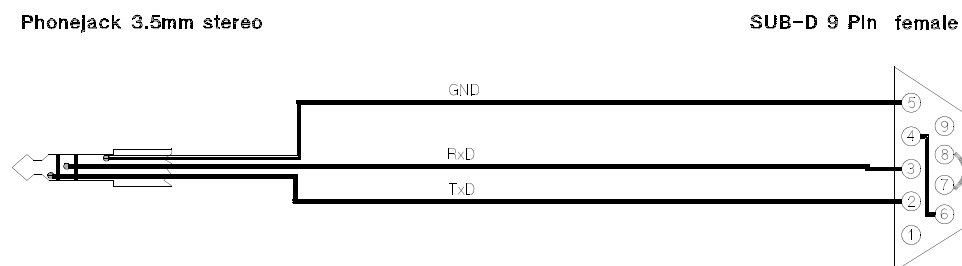 Phonejack 3.5mm stereo
SUB-D 9 Pin female
GND
5
9
4
RxD
8
3
7
TxD
2
6
1